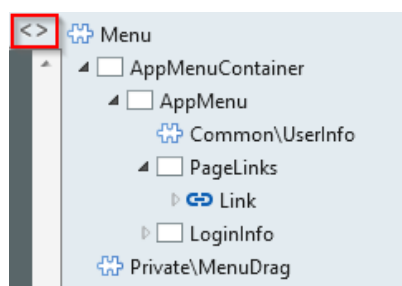 <> Menu
AppMenuContainer
AppMenu
Common\UserInfo
PageLinks
Link
LoginInfo
Private\MenuDrag